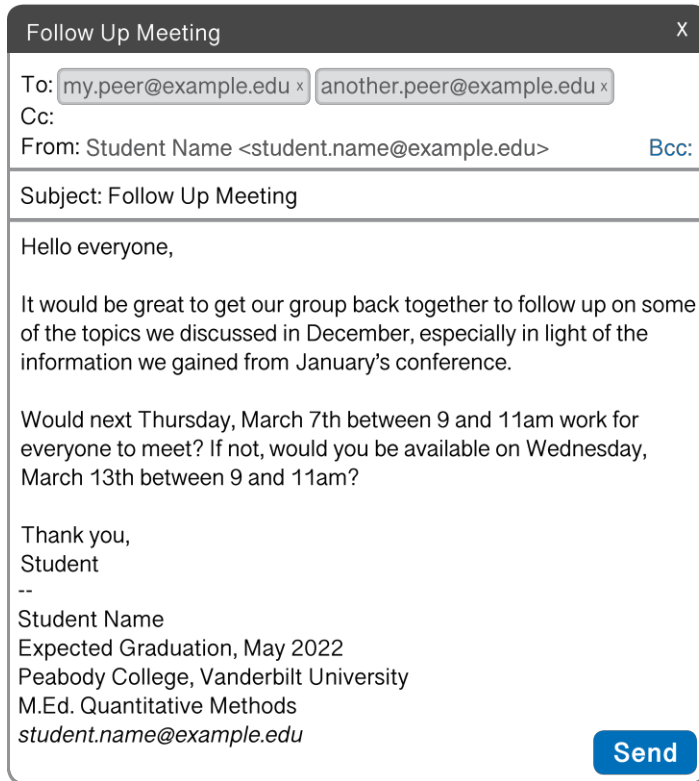 Follow Up Meeting x
To: my.peer@example.edu x another.peer@example.edu x
Cc:
From: Student Name <student.name@example.edu> Bcc:
Subject: Follow Up Meeting
Hello everyone,
It would be great to get our group back together to follow up on some
of the topics we discussed in December, especially in light of the
information we gained from January's conference.
Would next Thursday, March 7th between 9 and 11am work for
everyone to meet? If not, would you be available on Wednesday,
March 13th between 9 and 11am?
Thank you,
Student
--
Student Name
Expected Graduation, May 2022
Peabody College, Vanderbilt University
M.Ed. Quantitative Methods
student.name@example.edu
Send